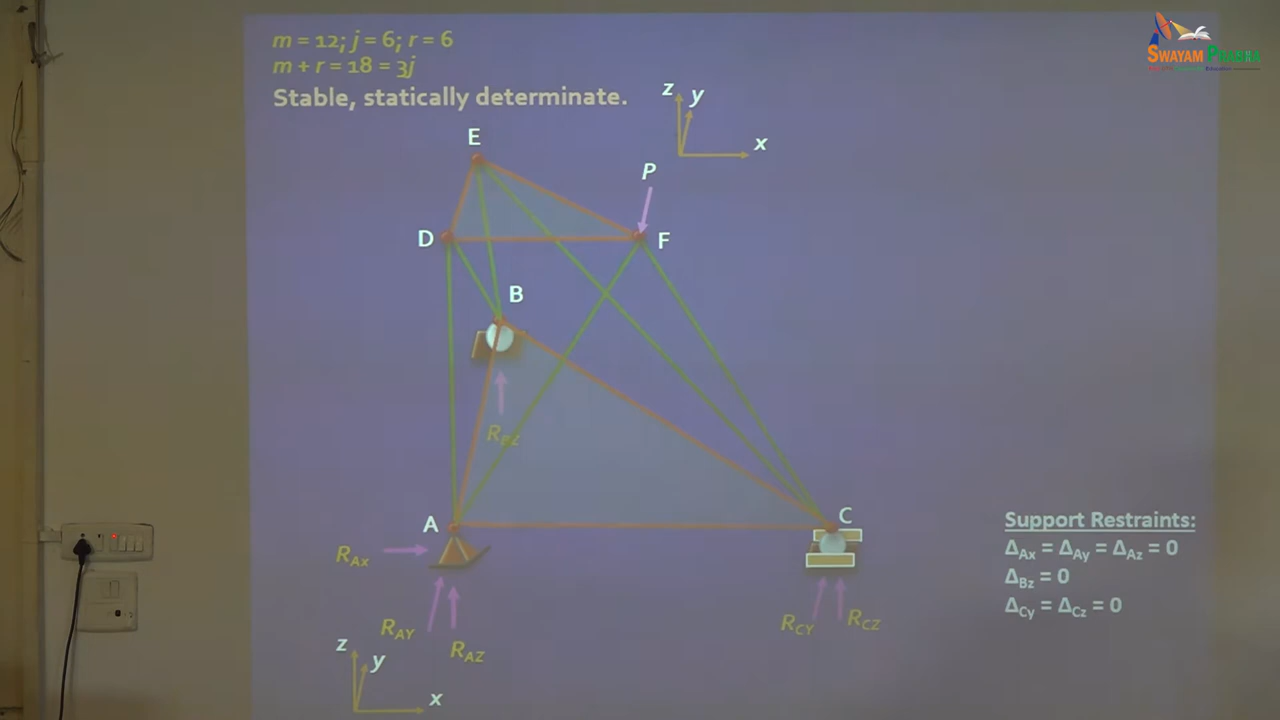 m = 12; j = 6; r = 6
m + r = 18 = 3j
Stable, statically determinate.
SWAYAM PRABHA
z
y
x
E
P
D
F
B
R_BZ
A
C
R_Ax
R_AY
R_AZ
R_CY
R_CZ
Support Restraints:
Δ_Ax = Δ_Ay = Δ_Az = 0
Δ_Bz = 0
Δ_Cy = Δ_Cz = 0
z
y
x